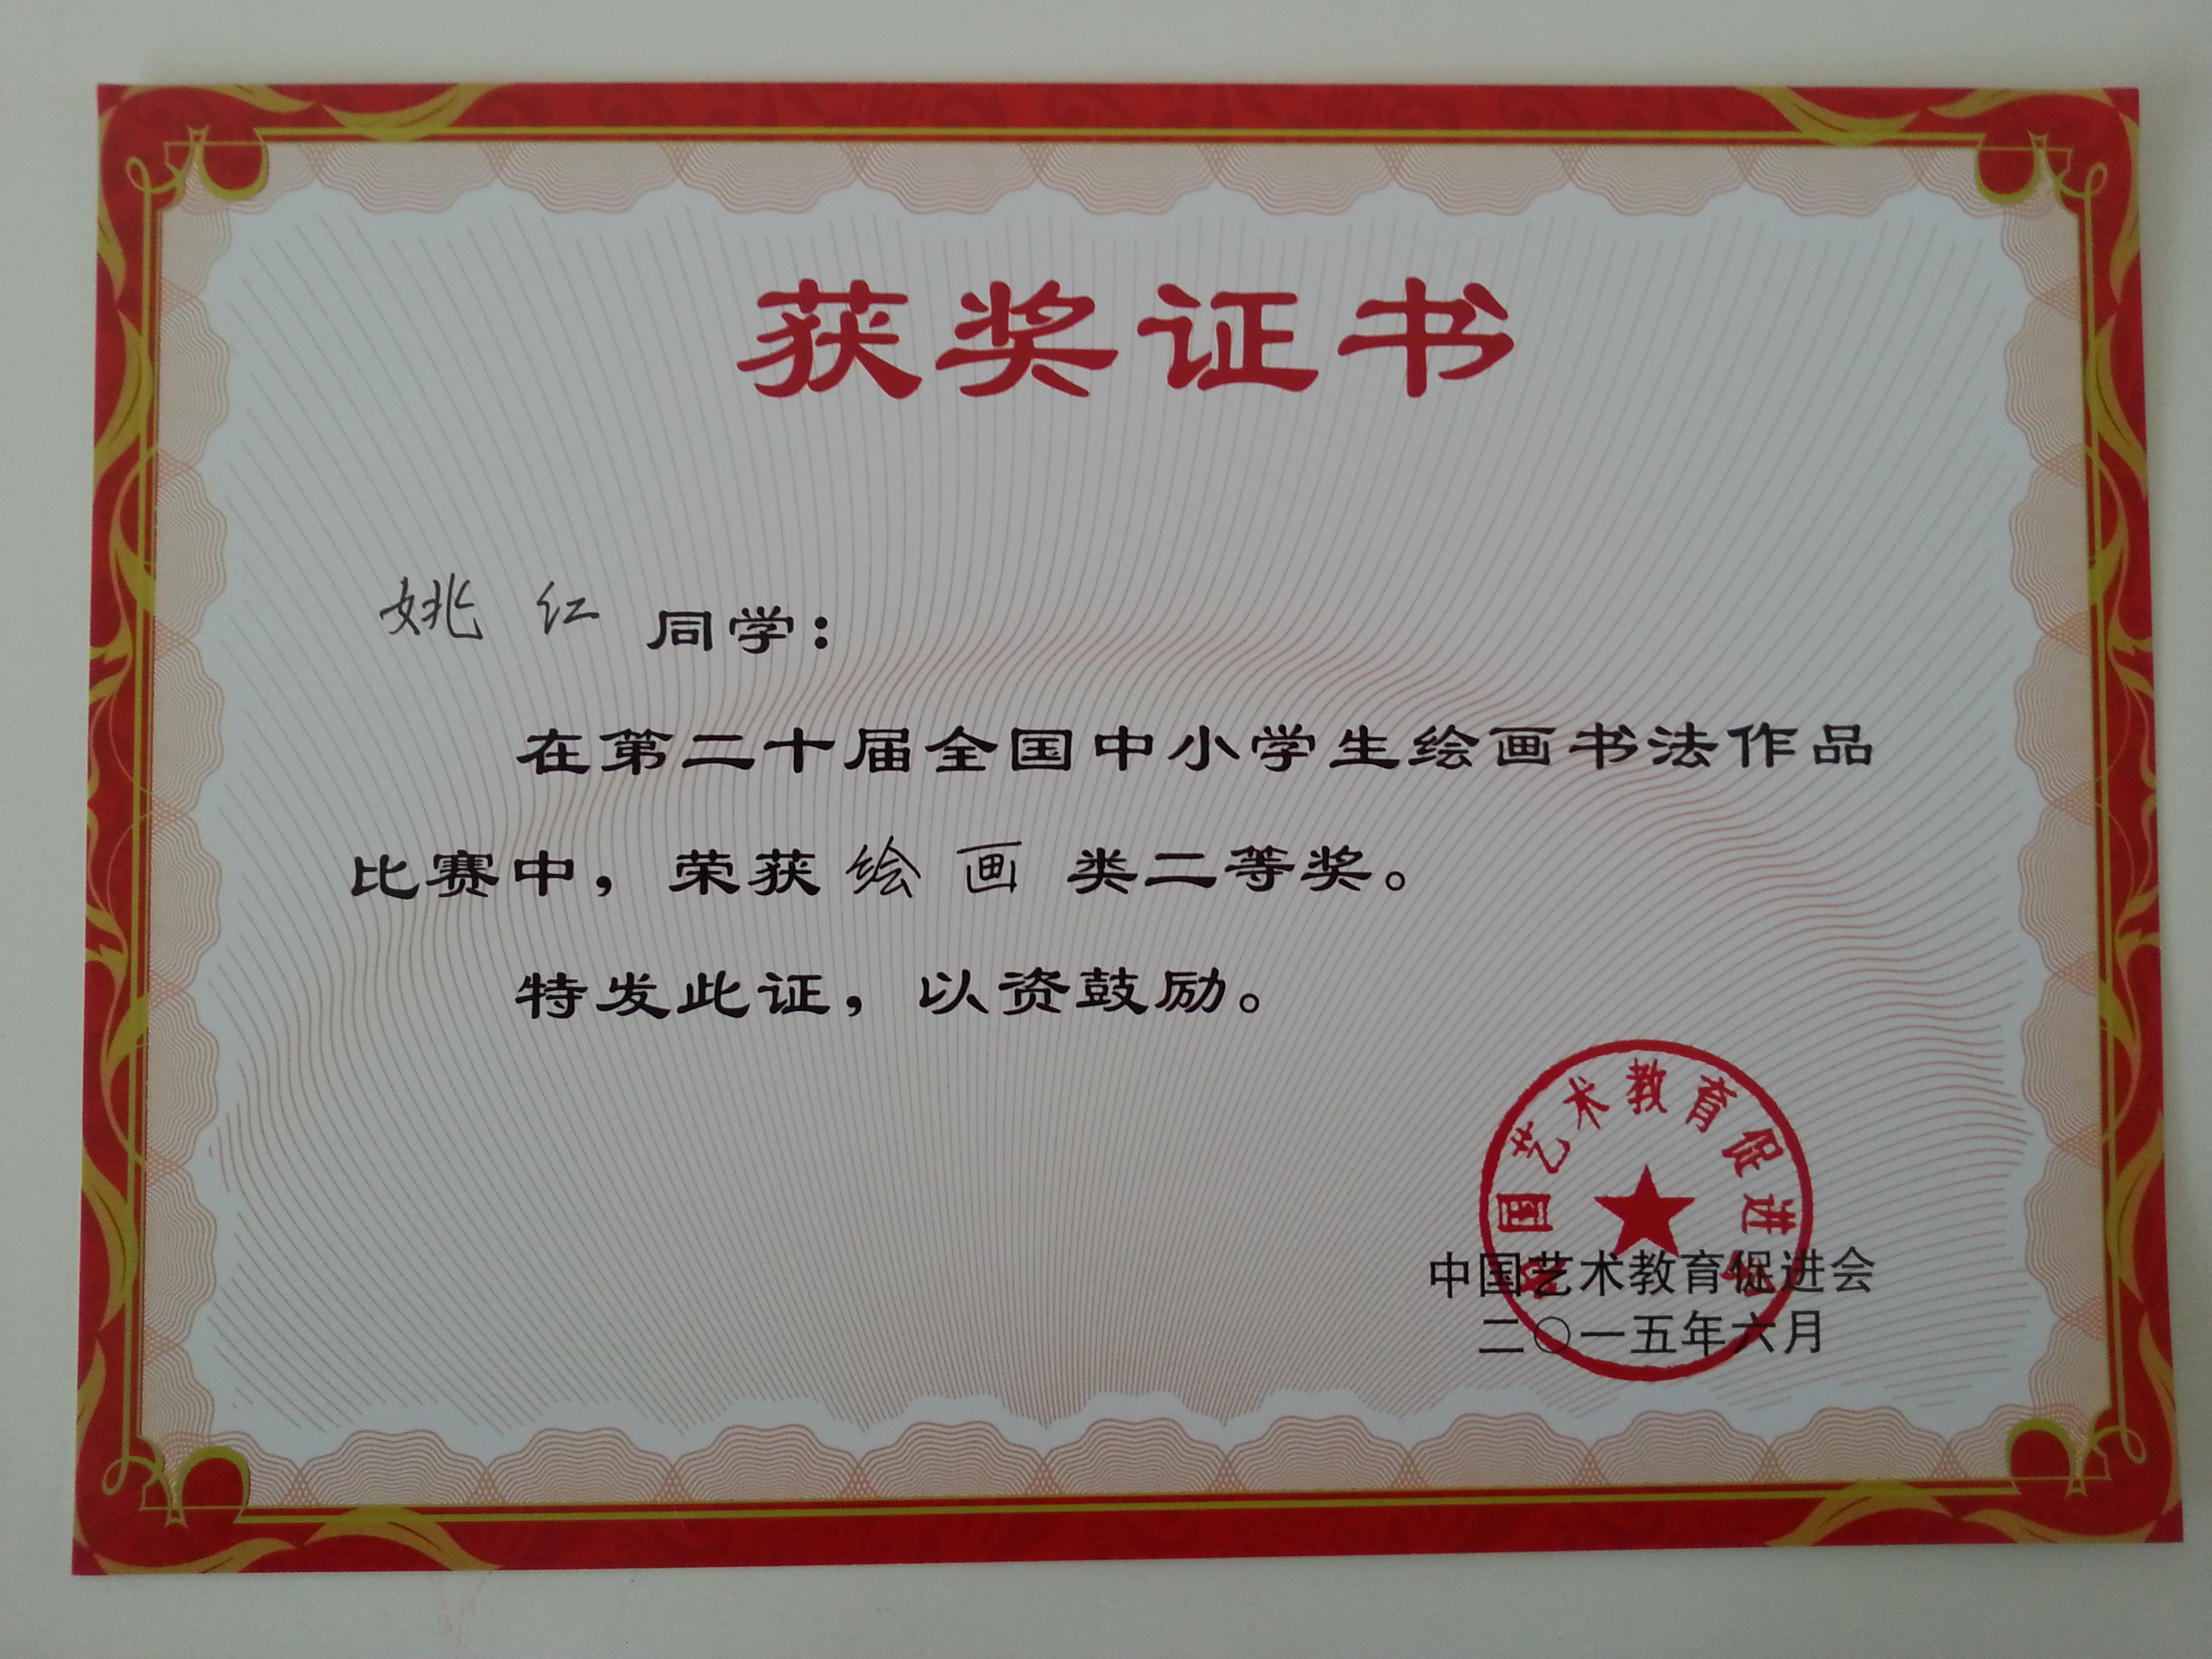 获奖证书
姚红同学：
在第二十届全国中小学生绘画书法作品
比赛中，荣获绘画类二等奖。
特发此证，以资鼓励。
中国艺术教育促进会
中国艺术教育促进会
二〇一五年六月